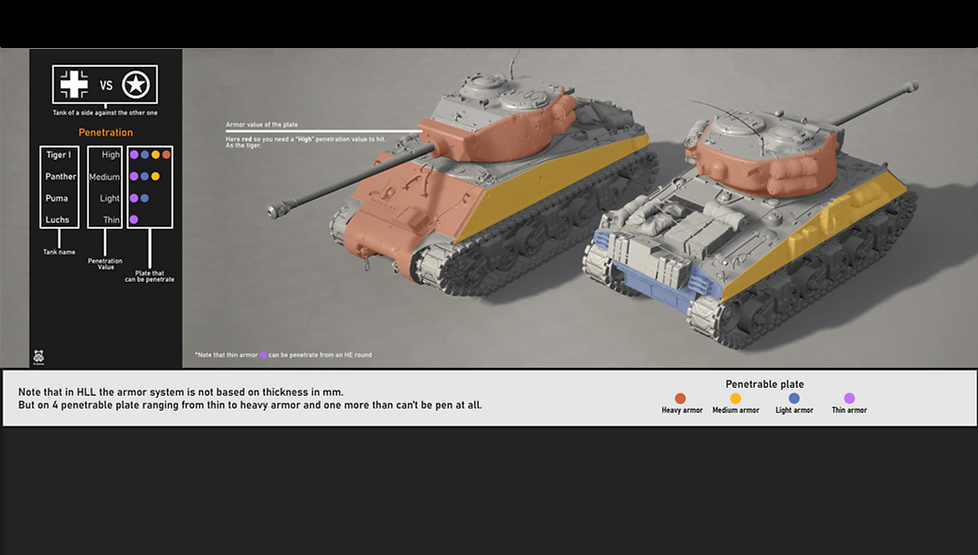 VS
Tank of a side against the other one
Penetration
Tiger I High
Panther Medium
Puma Light
Luchs Thin
Tank name
Penetration
Value
Plate that
can be penetrate
Armor value of the plate
Here red so you need a "High" penetration value to hit.
As the tiger.
*Note that thin armor can be penetrate from an HE round
Note that in HLL the armor system is not based on thickness in mm.
But on 4 penetrable plate ranging from thin to heavy armor and one more than can't be pen at all.
Penetrable plate
Heavy armor Medium armor Light armor Thin armor